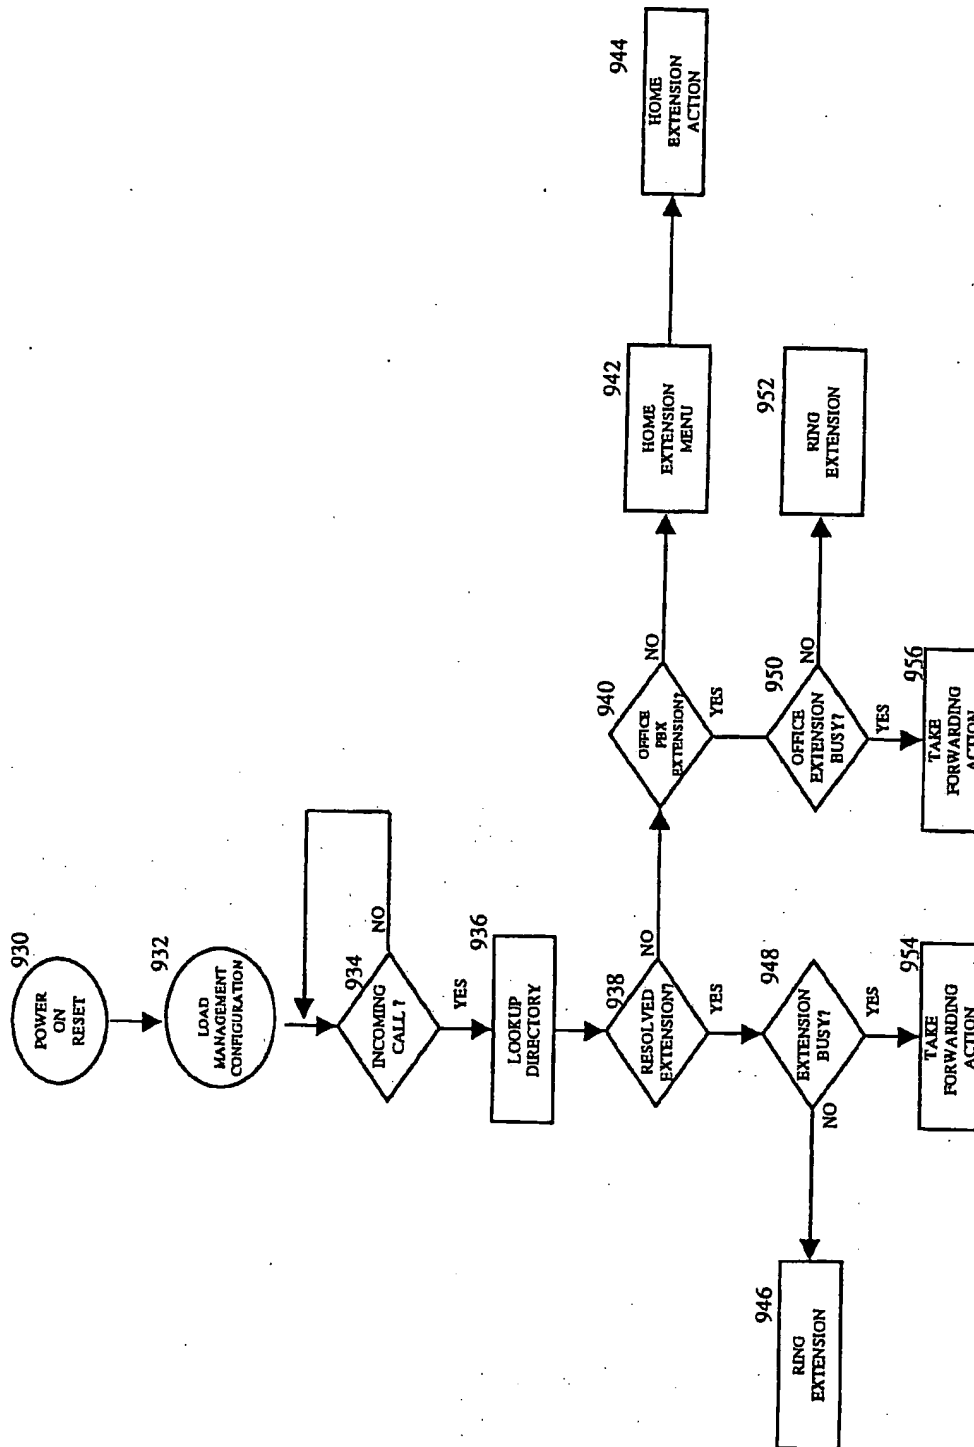 930
POWER
ON
RESET
932
LOAD
MANAGEMENT
CONFIGURATION
934
INCOMING
CALL ?
NO
YES
936
LOOKUP
DIRECTORY
938
RESOLVED
EXTENSION?
NO
YES
940
OFFICE
PBX
EXTENSION?
NO
YES
942
HOME
EXTENSION
MENU
944
HOME
EXTENSION
ACTION
946
RING
EXTENSION
948
EXTENSION
BUSY?
NO
YES
950
OFFICE
EXTENSION
BUSY?
NO
YES
952
RING
EXTENSION
954
TAKE
FORWARDING
ACTION
956
TAKE
FORWARDING
ACTION